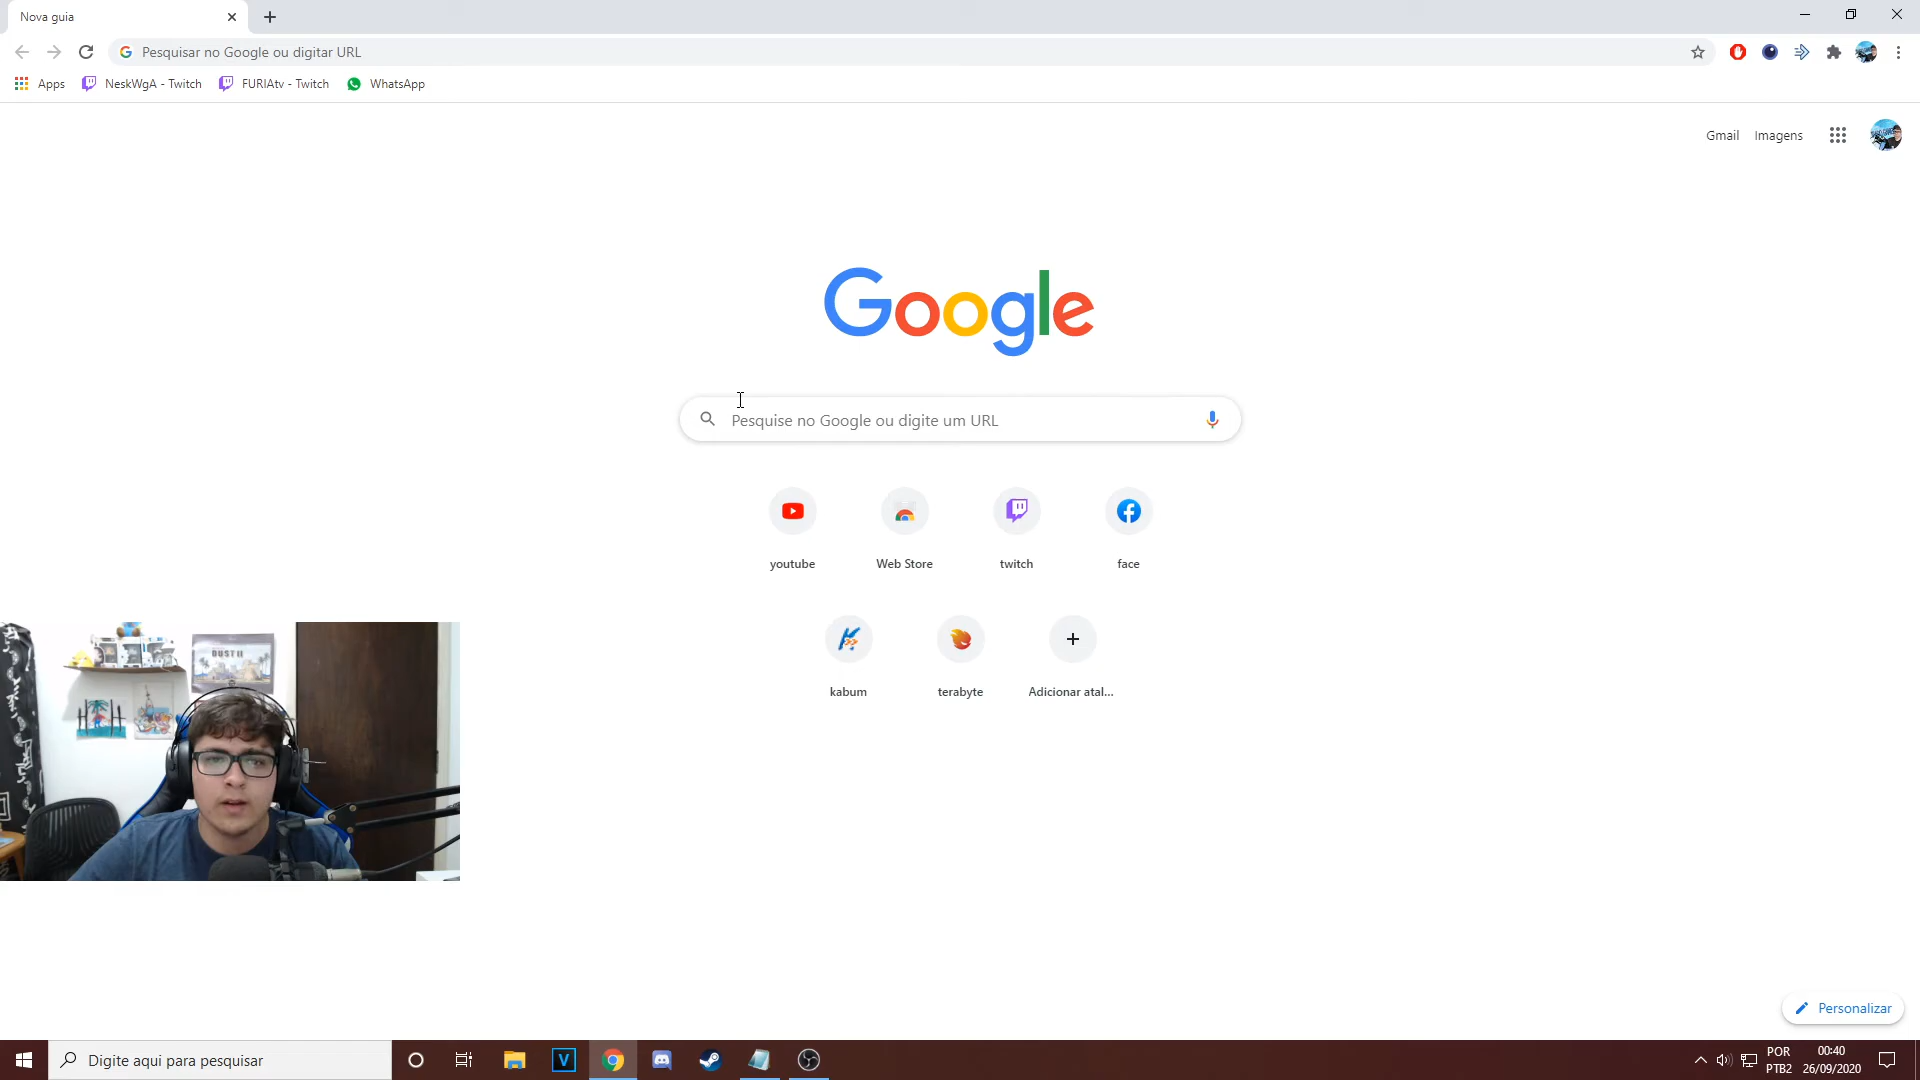 Nova guia
Pesquisar no Google ou digitar URL
Apps NeskWgA - Twitch FURIAtv - Twitch WhatsApp
Gmail Imagens
Google
Pesquise no Google ou digite um URL
youtube Web Store twitch face
kabum terabyte Adicionar atal...
DUST II
Personalizar
Digite aqui para pesquisar
V
POR 00:40
PTB2 26/09/2020